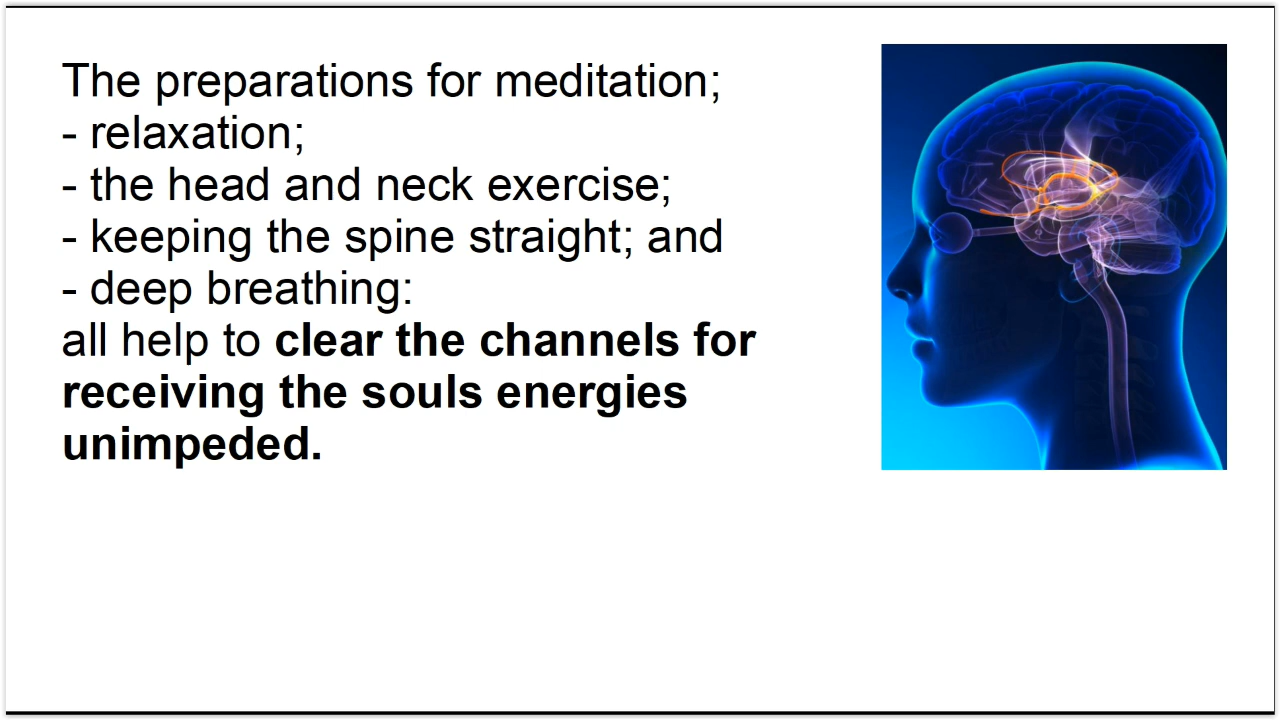 The preparations for meditation;
- relaxation;
- the head and neck exercise;
- keeping the spine straight; and
- deep breathing:
all help to clear the channels for
receiving the souls energies
unimpeded.